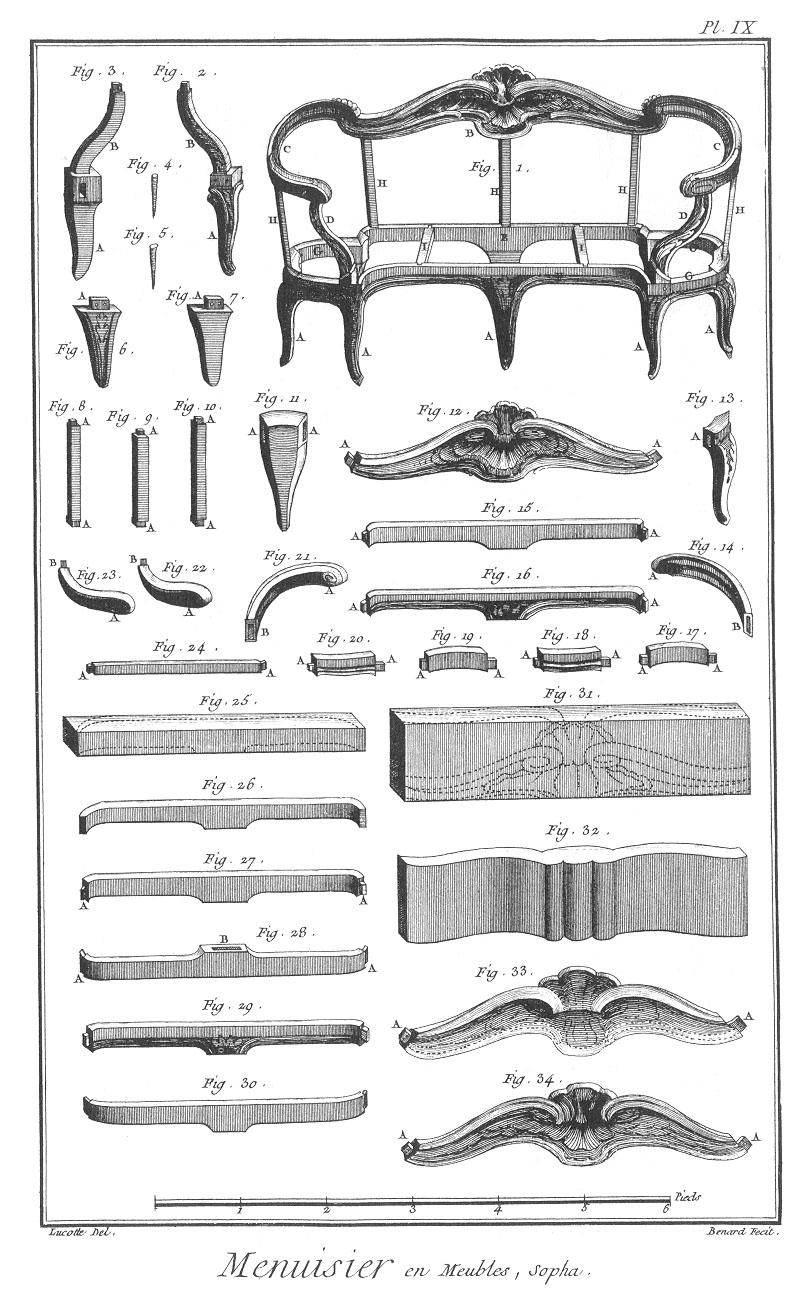 Pl. IX
Fig. 3.
Fig. 2.
B
B
Fig. 4.
Fig. 5.
A
A
C
C
B
Fig. 1.
H
H
H
H
H
D
D
B
G
G
A
A
A
A
A
A
Fig. 7.
A
Fig. 6.
Fig. 8.
A
A
Fig. 9.
A
A
Fig. 10.
A
A
Fig. 11.
A
A
Fig. 12.
A
A
Fig. 13.
A
Fig. 15.
A
A
Fig. 23.
B
A
Fig. 22.
B
A
Fig. 21.
A
B
Fig. 16.
A
A
Fig. 14.
A
B
Fig. 24.
A
A
Fig. 20.
A
A
Fig. 19.
A
A
Fig. 18.
A
A
Fig. 17.
A
A
Fig. 25.
Fig. 31.
Fig. 26
Fig. 32.
Fig. 27
A
A
Fig. 28.
B
A
A
Fig. 33.
A
A
Fig. 29
Fig. 30.
Fig. 34.
A
A
1 2 3 4 5 6 Pieds
Lucotte Del.
Benard Fecit.
Menuisier en Meubles, Sopha.